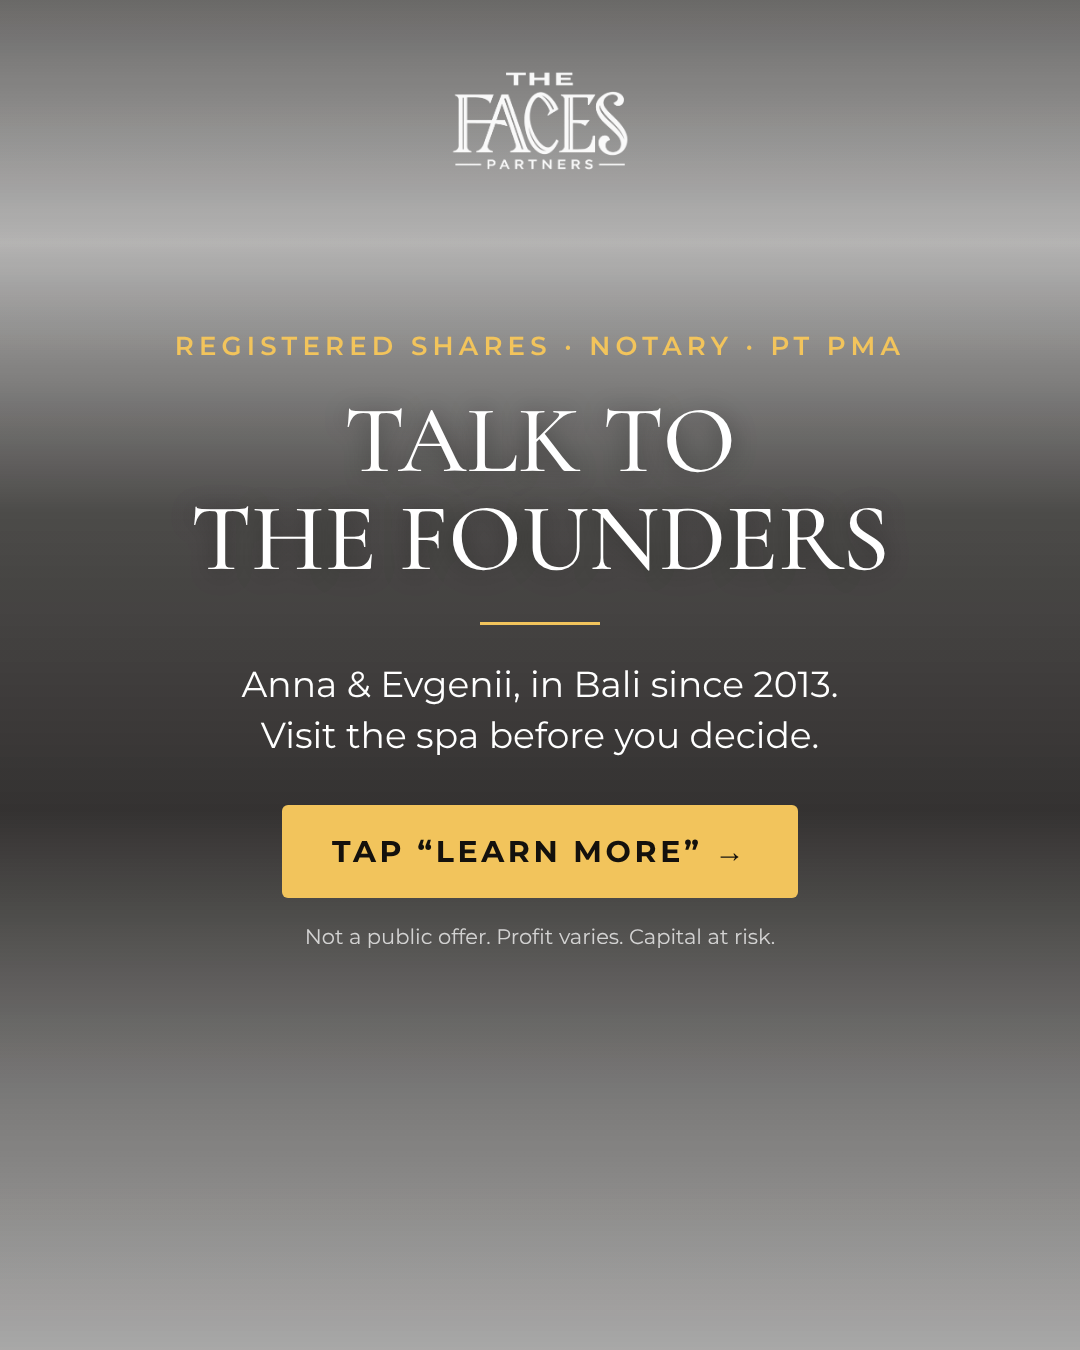 THE
FACES
PARTNERS
REGISTERED SHARES · NOTARY · PT PMA
TALK TO
THE FOUNDERS
Anna & Evgenii, in Bali since 2013.
Visit the spa before you decide.
TAP “LEARN MORE” →
Not a public offer. Profit varies. Capital at risk.